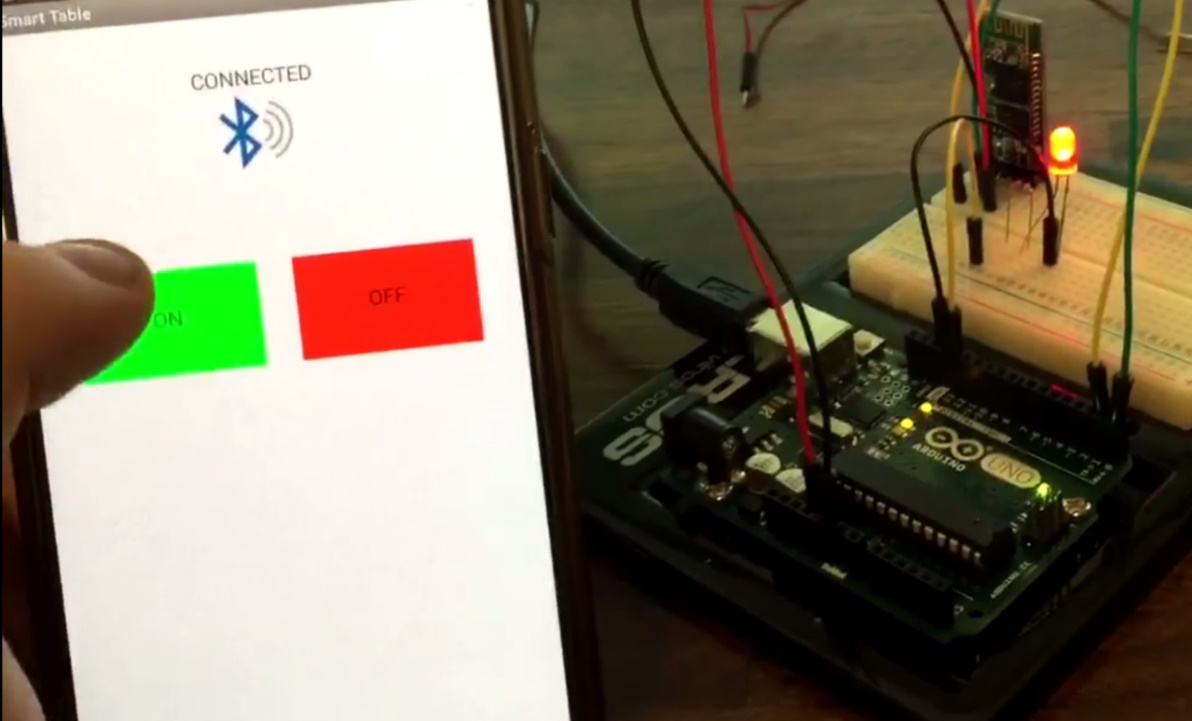 Smart Table
CONNECTED
ON
OFF
ARDUINO
UNO